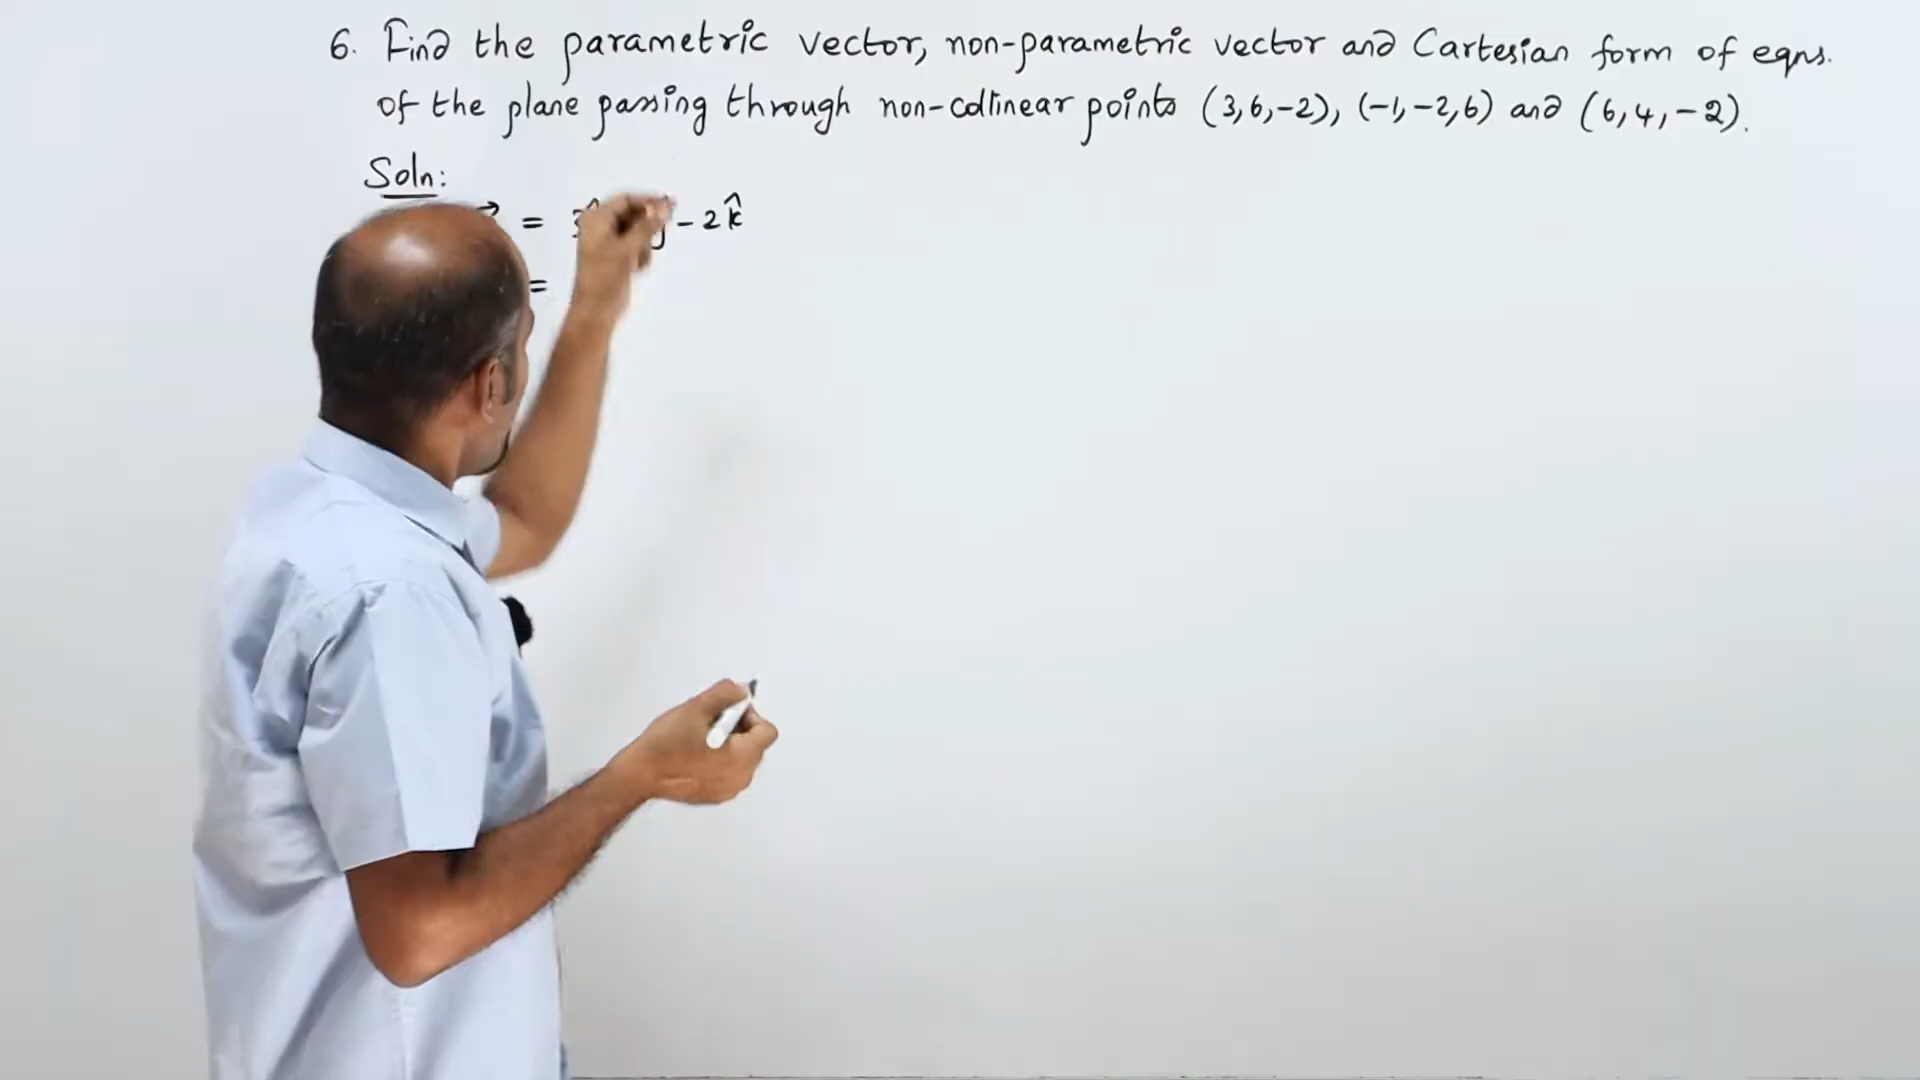 6. Find the parametric vector, non-parametric vector and Cartesian form of eqns.
of the plane passing through non-collinear points (3,6,-2), (-1,-2,6) and (6,4,-2).
Soln:
= - 2k̂
=